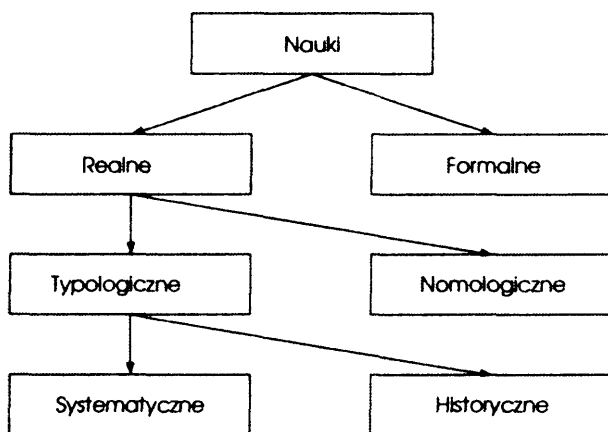 Nauki
Realne
Formalne
Typologiczne
Nomologiczne
Systematyczne
Historyczne